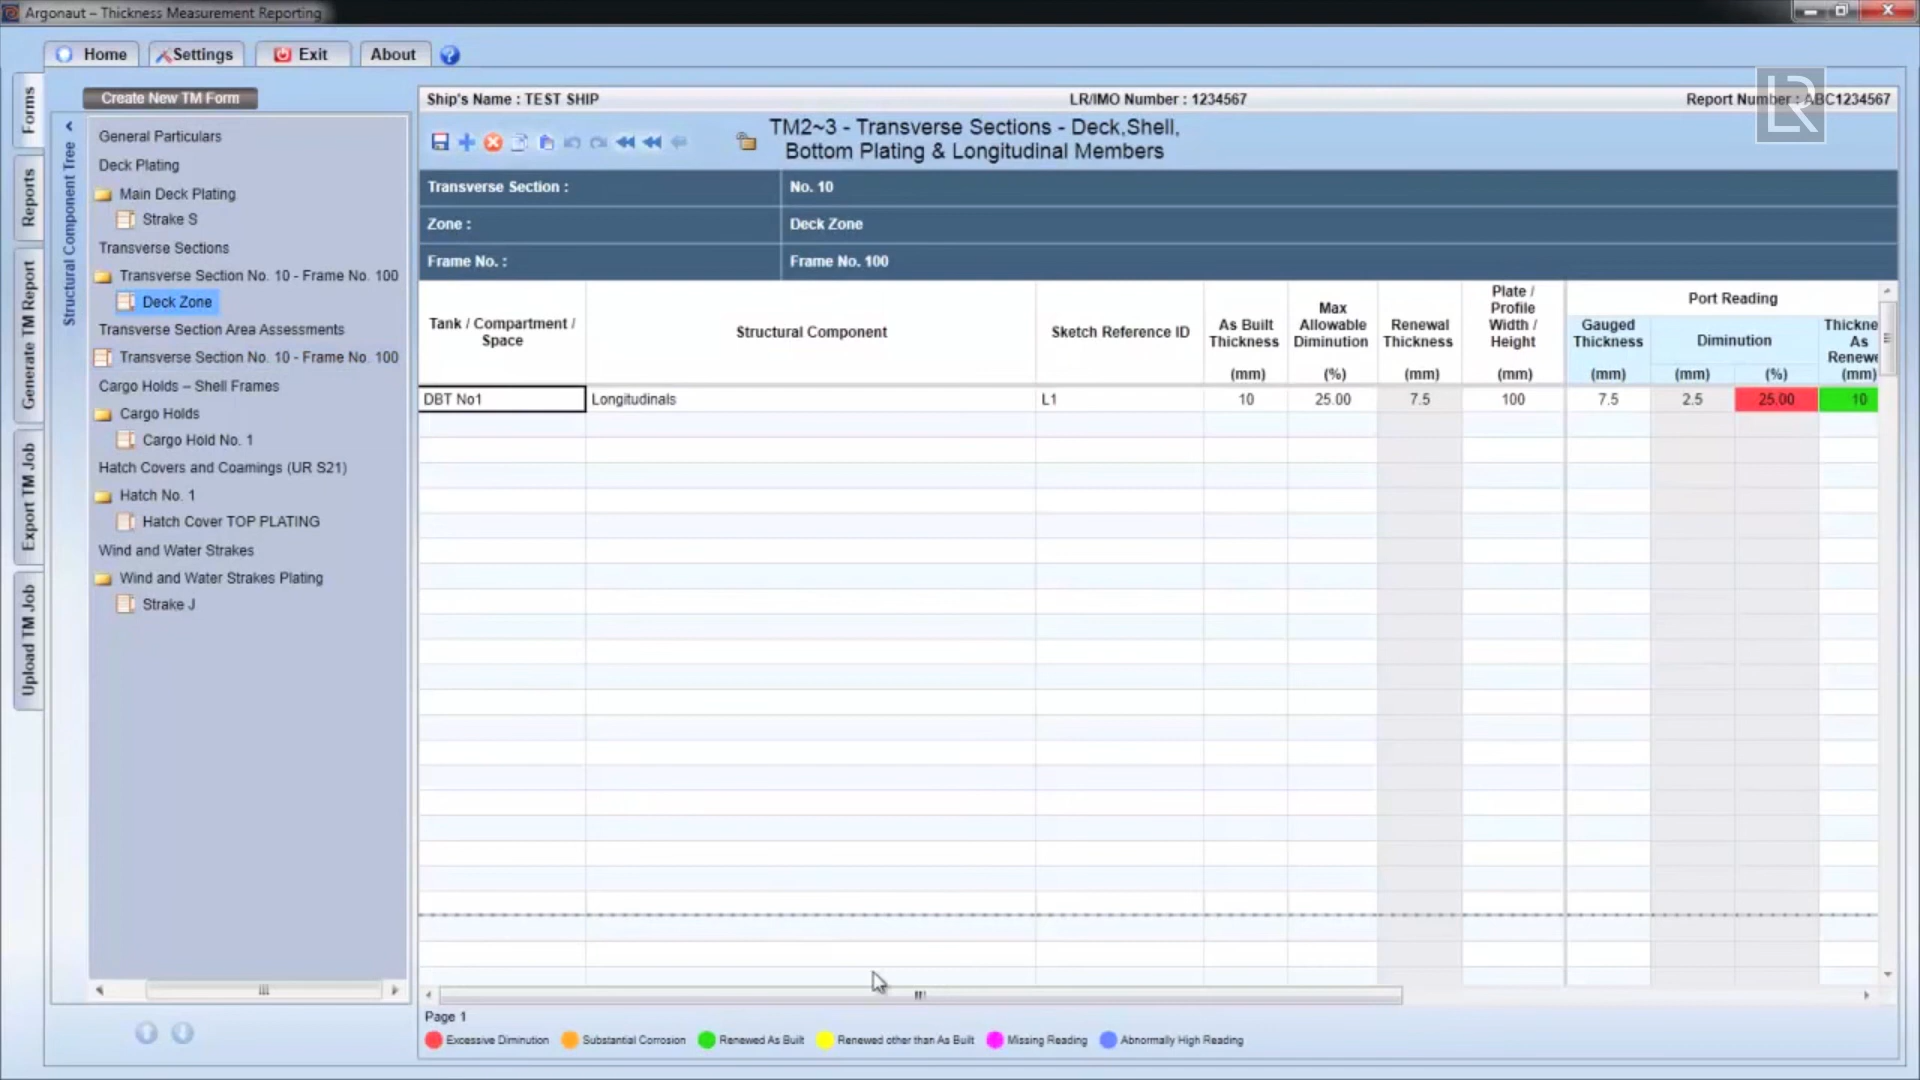 Argonaut – Thickness Measurement Reporting
Home
Settings
Exit
About
?
Forms
Reports
Generate TM Report
Export TM Job
Upload TM Job
Create New TM Form
Structural Component Tree
General Particulars
Deck Plating
Main Deck Plating
Strake S
Transverse Sections
Transverse Section No. 10 - Frame No. 100
Deck Zone
Transverse Section Area Assessments
Transverse Section No. 10 - Frame No. 100
Cargo Holds – Shell Frames
Cargo Holds
Cargo Hold No. 1
Hatch Covers and Coamings (UR S21)
Hatch No. 1
Hatch Cover TOP PLATING
Wind and Water Strakes
Wind and Water Strakes Plating
Strake J
Ship's Name : TEST SHIP
LR/IMO Number : 1234567
Report Number : ABC1234567
LR
TM2~3 - Transverse Sections - Deck,Shell,
Bottom Plating & Longitudinal Members
Transverse Section : No. 10
Zone : Deck Zone
Frame No. : Frame No. 100
Tank / Compartment /
Space
Structural Component
Sketch Reference ID
As Built
Thickness
(mm)
Max
Allowable
Diminution
(%)
Renewal
Thickness
(mm)
Plate /
Profile
Width /
Height
(mm)
Port Reading
Gauged
Thickness
(mm)
Diminution
(mm) (%)
Thickne
As
Renewe
(mm)
DBT No1 Longitudinals L1 10 25.00 7.5 100 7.5 2.5 25.00 10
Page 1
Excessive Diminution Substantial Corrosion Renewed As Built Renewed other than As Built Missing Reading Abnormally High Reading